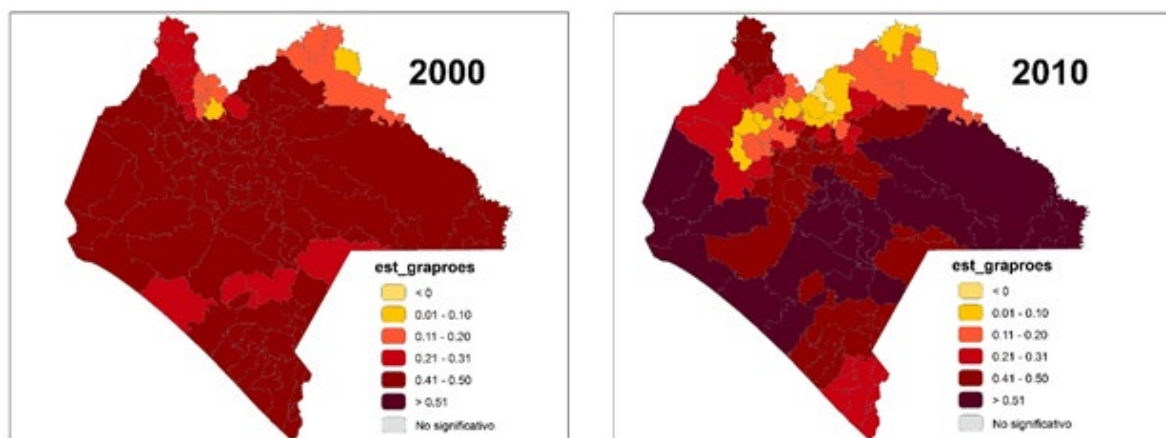 2000
est_graproes
< 0
0.01 - 0.10
0.11 - 0.20
0.21 - 0.31
0.41 - 0.50
> 0.51
No significativo
2010
est_graproes
< 0
0.01 - 0.10
0.11 - 0.20
0.21 - 0.31
0.41 - 0.50
> 0.51
No significativo